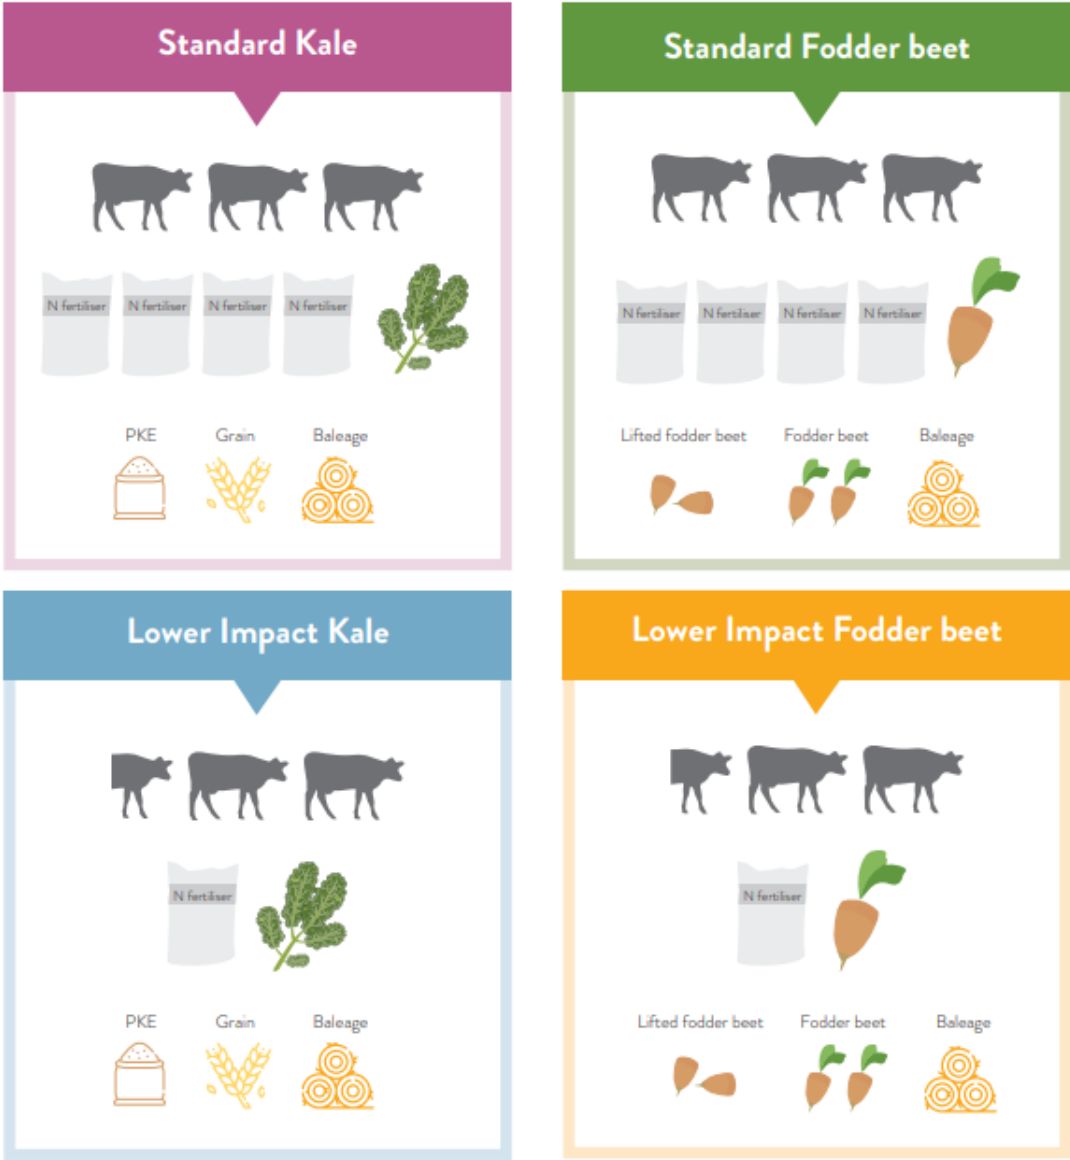 Standard Kale
N fertiliser N fertiliser N fertiliser N fertiliser
PKE Grain Baleage
Standard Fodder beet
N fertiliser N fertiliser N fertiliser N fertiliser
Lifted fodder beet Fodder beet Baleage
Lower Impact Kale
N fertiliser
PKE Grain Baleage
Lower Impact Fodder beet
N fertiliser
Lifted fodder beet Fodder beet Baleage